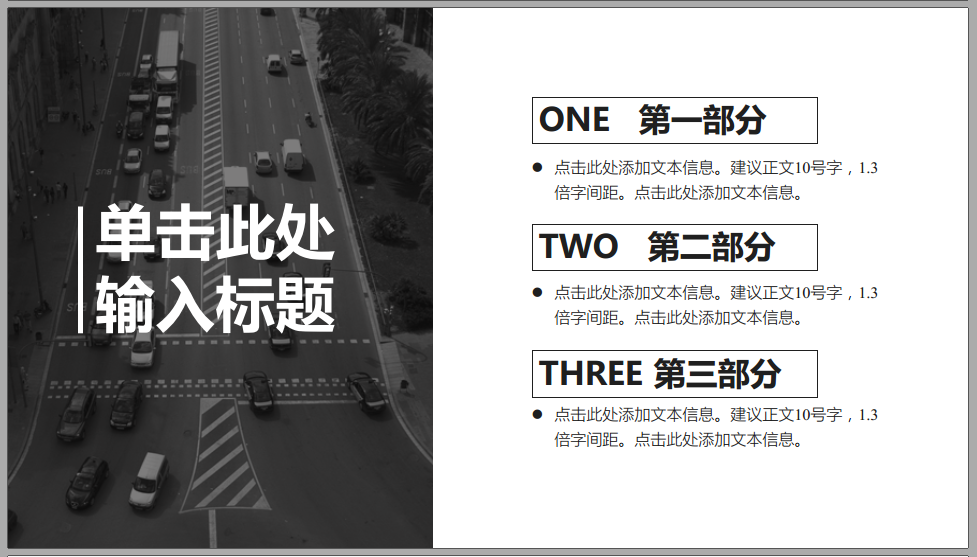 单击此处
输入标题
ONE 第一部分
● 点击此处添加文本信息。建议正文10号字，1.3
倍字间距。点击此处添加文本信息。
TWO 第二部分
● 点击此处添加文本信息。建议正文10号字，1.3
倍字间距。点击此处添加文本信息。
THREE 第三部分
● 点击此处添加文本信息。建议正文10号字，1.3
倍字间距。点击此处添加文本信息。